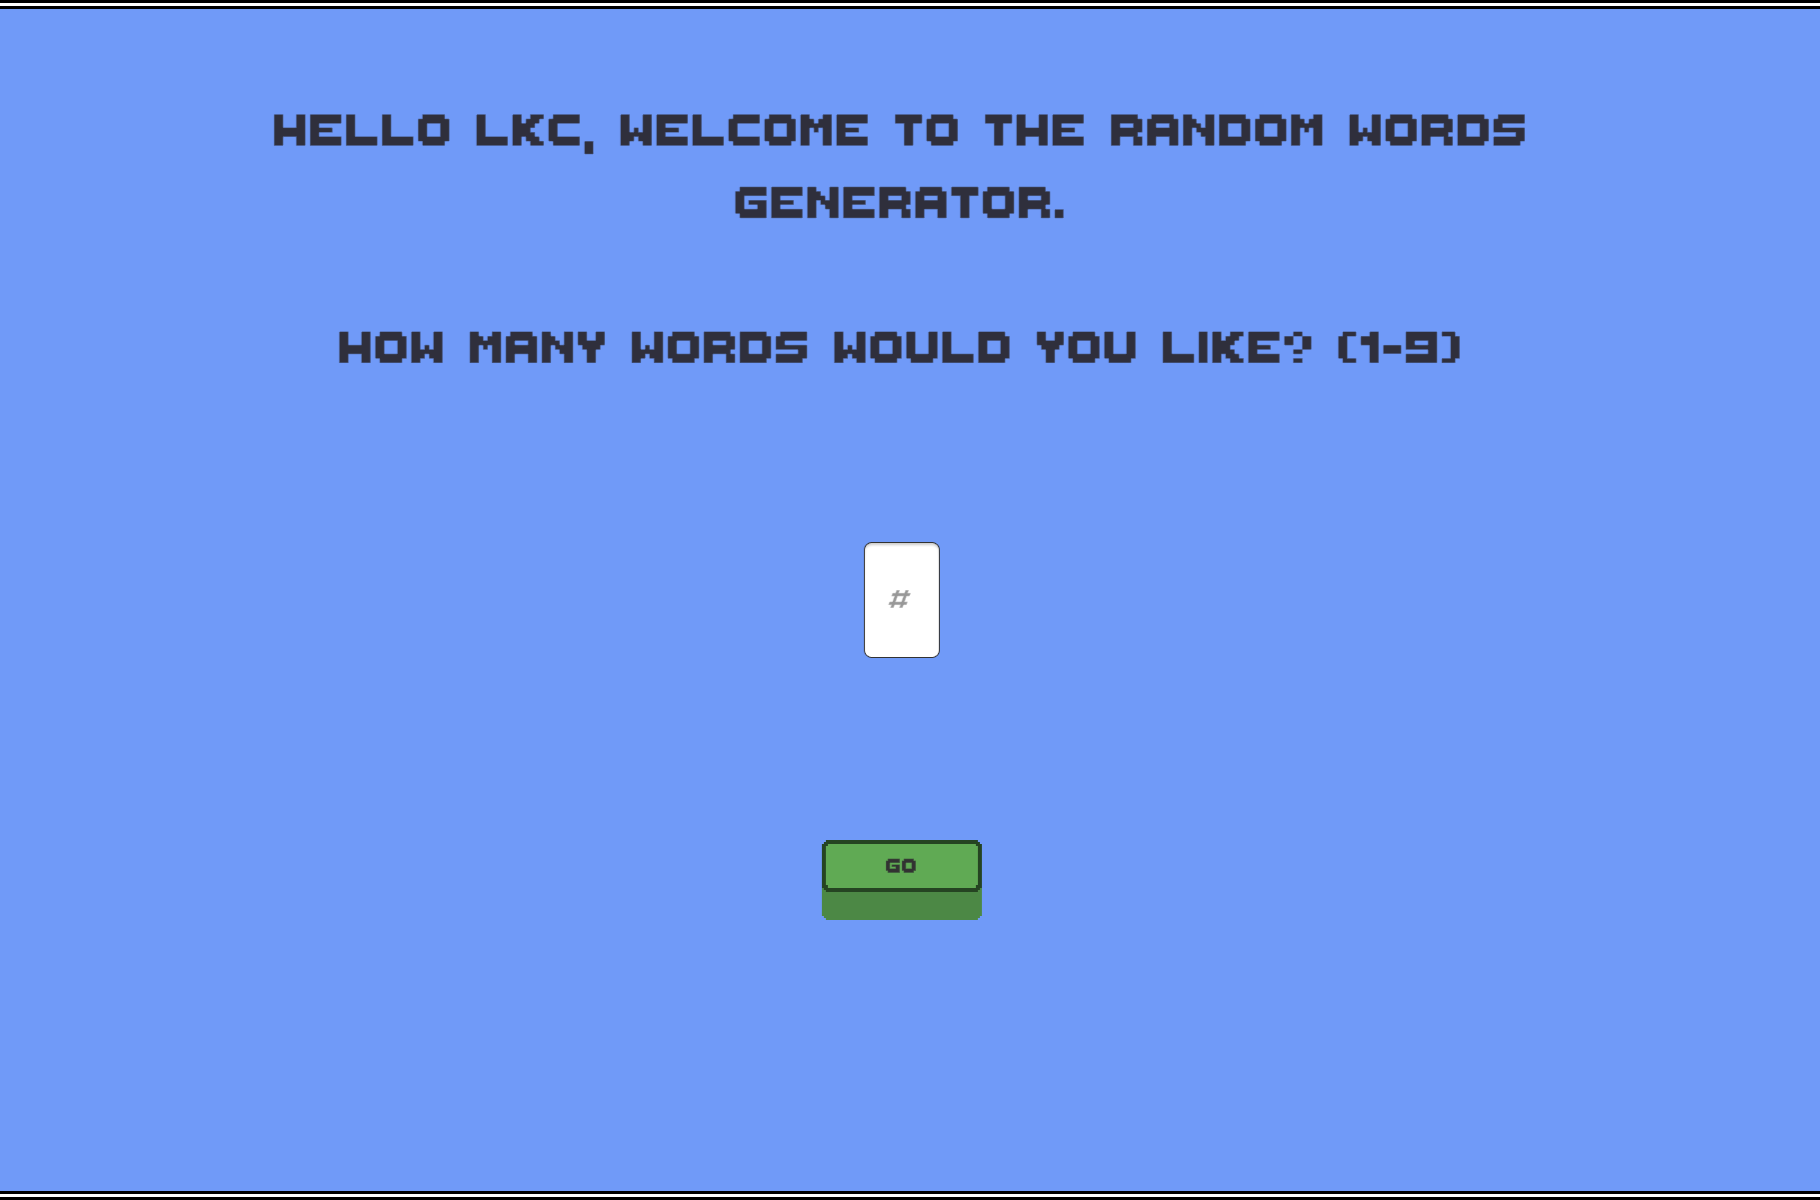 HELLO LKC, WELCOME TO THE RANDOM WORDS
GENERATOR.
HOW MANY WORDS WOULD YOU LIKE? (1-9)
#
GO